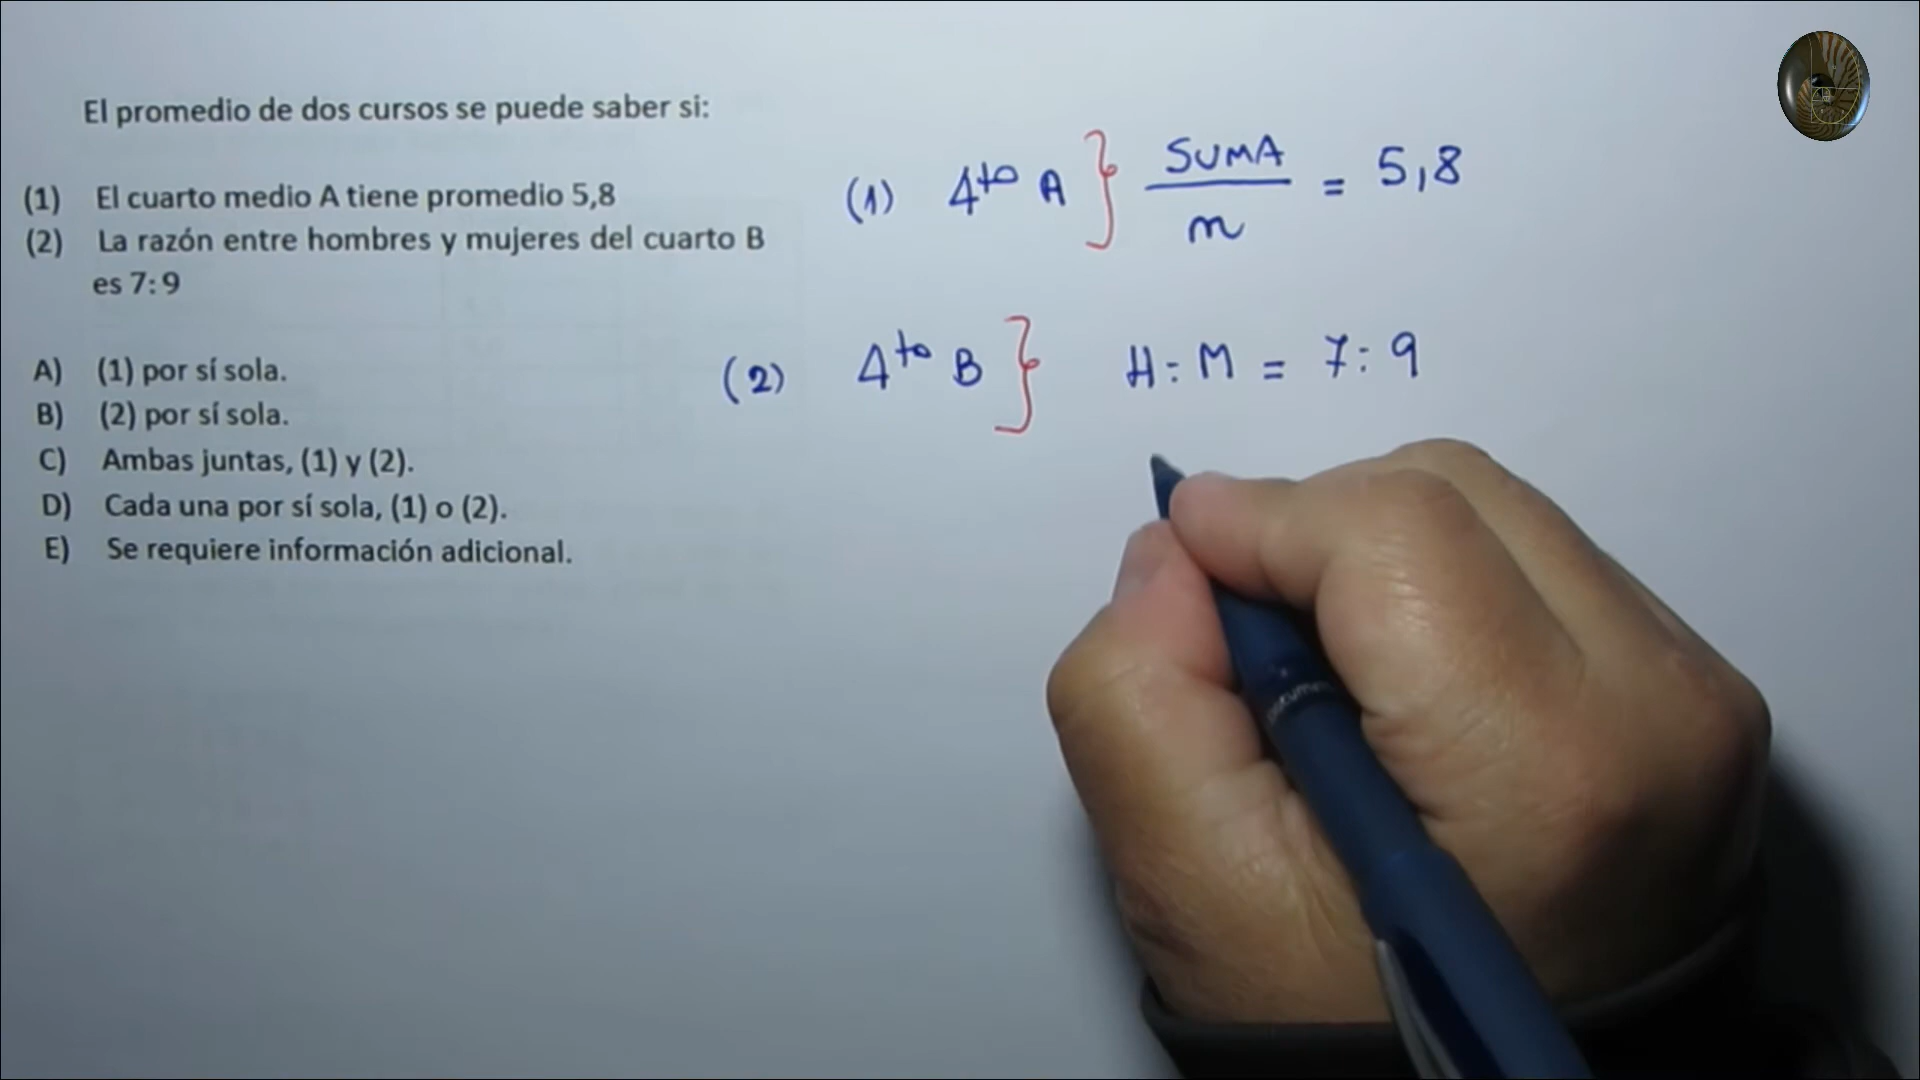 El promedio de dos cursos se puede saber si:
(1) El cuarto medio A tiene promedio 5,8
(2) La razón entre hombres y mujeres del cuarto B
es 7:9
A) (1) por sí sola.
B) (2) por sí sola.
C) Ambas juntas, (1) y (2).
D) Cada una por sí sola, (1) o (2).
E) Se requiere información adicional.
(1) 4to A } SUMA / n = 5,8
(2) 4to B } H : M = 7 : 9